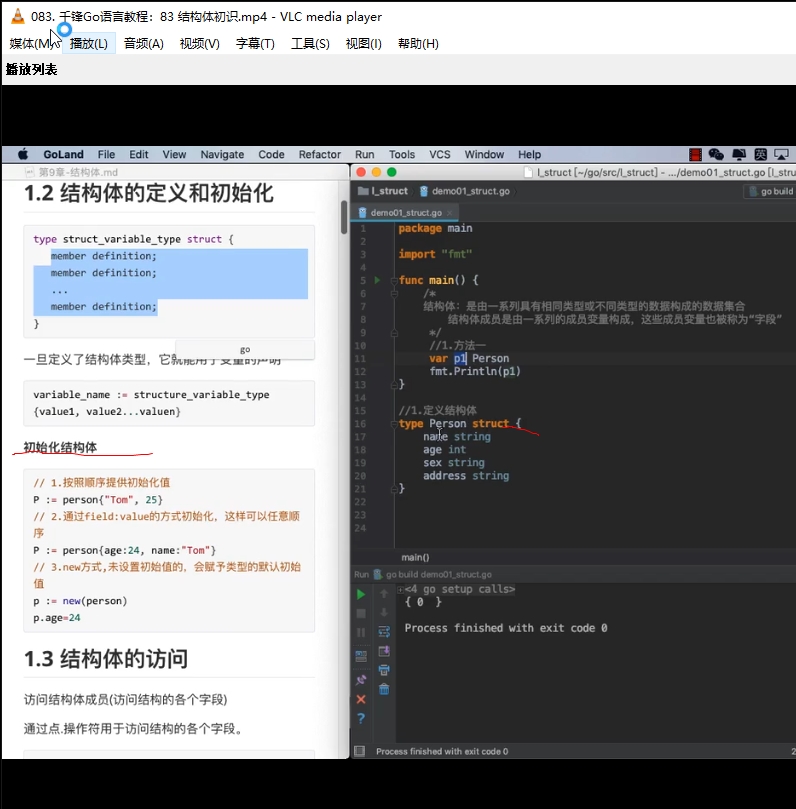 083. 千锋Go语言教程：83 结构体初识.mp4 - VLC media player
媒体(M) 播放(L) 音频(A) 视频(V) 字幕(T) 工具(S) 视图(I) 帮助(H)
播放列表
GoLand File Edit View Navigate Code Refactor Run Tools VCS Window Help 英
第9章-结构体.md
1.2 结构体的定义和初始化
type struct_variable_type struct {
member definition;
member definition;
...
member definition;
}
go
一旦定义了结构体类型，它就能用于变量的声明
variable_name := structure_variable_type
{value1, value2...valuen}
初始化结构体
// 1.按照顺序提供初始化值
P := person{"Tom", 25}
// 2.通过field:value的方式初始化，这样可以任意顺
序
P := person{age:24, name:"Tom"}
// 3.new方式,未设置初始值的，会赋予类型的默认初始
值
p := new(person)
p.age=24
1.3 结构体的访问
访问结构体成员(访问结构的各个字段)
通过点.操作符用于访问结构的各个字段。
l_struct [~/go/src/l_struct] - .../demo01_struct.go [l_stru
l_struct demo01_struct.go go build
demo01_struct.go
1 package main
2
3 import "fmt"
4
5 func main() {
6 /*
7 结构体：是由一系列具有相同类型或不同类型的数据构成的数据集合
8 结构体成员是由一系列的成员变量构成，这些成员变量也被称为“字段”
9 */
10 //1.方法一
11 var p1 Person
12 fmt.Println(p1)
13 }
14
15 //1.定义结构体
16 type Person struct {
17 name string
18 age int
19 sex string
20 address string
21 }
22
23
24
main()
Run go build demo01_struct.go
<4 go setup calls>
{ 0  }
Process finished with exit code 0
Process finished with exit code 0 2